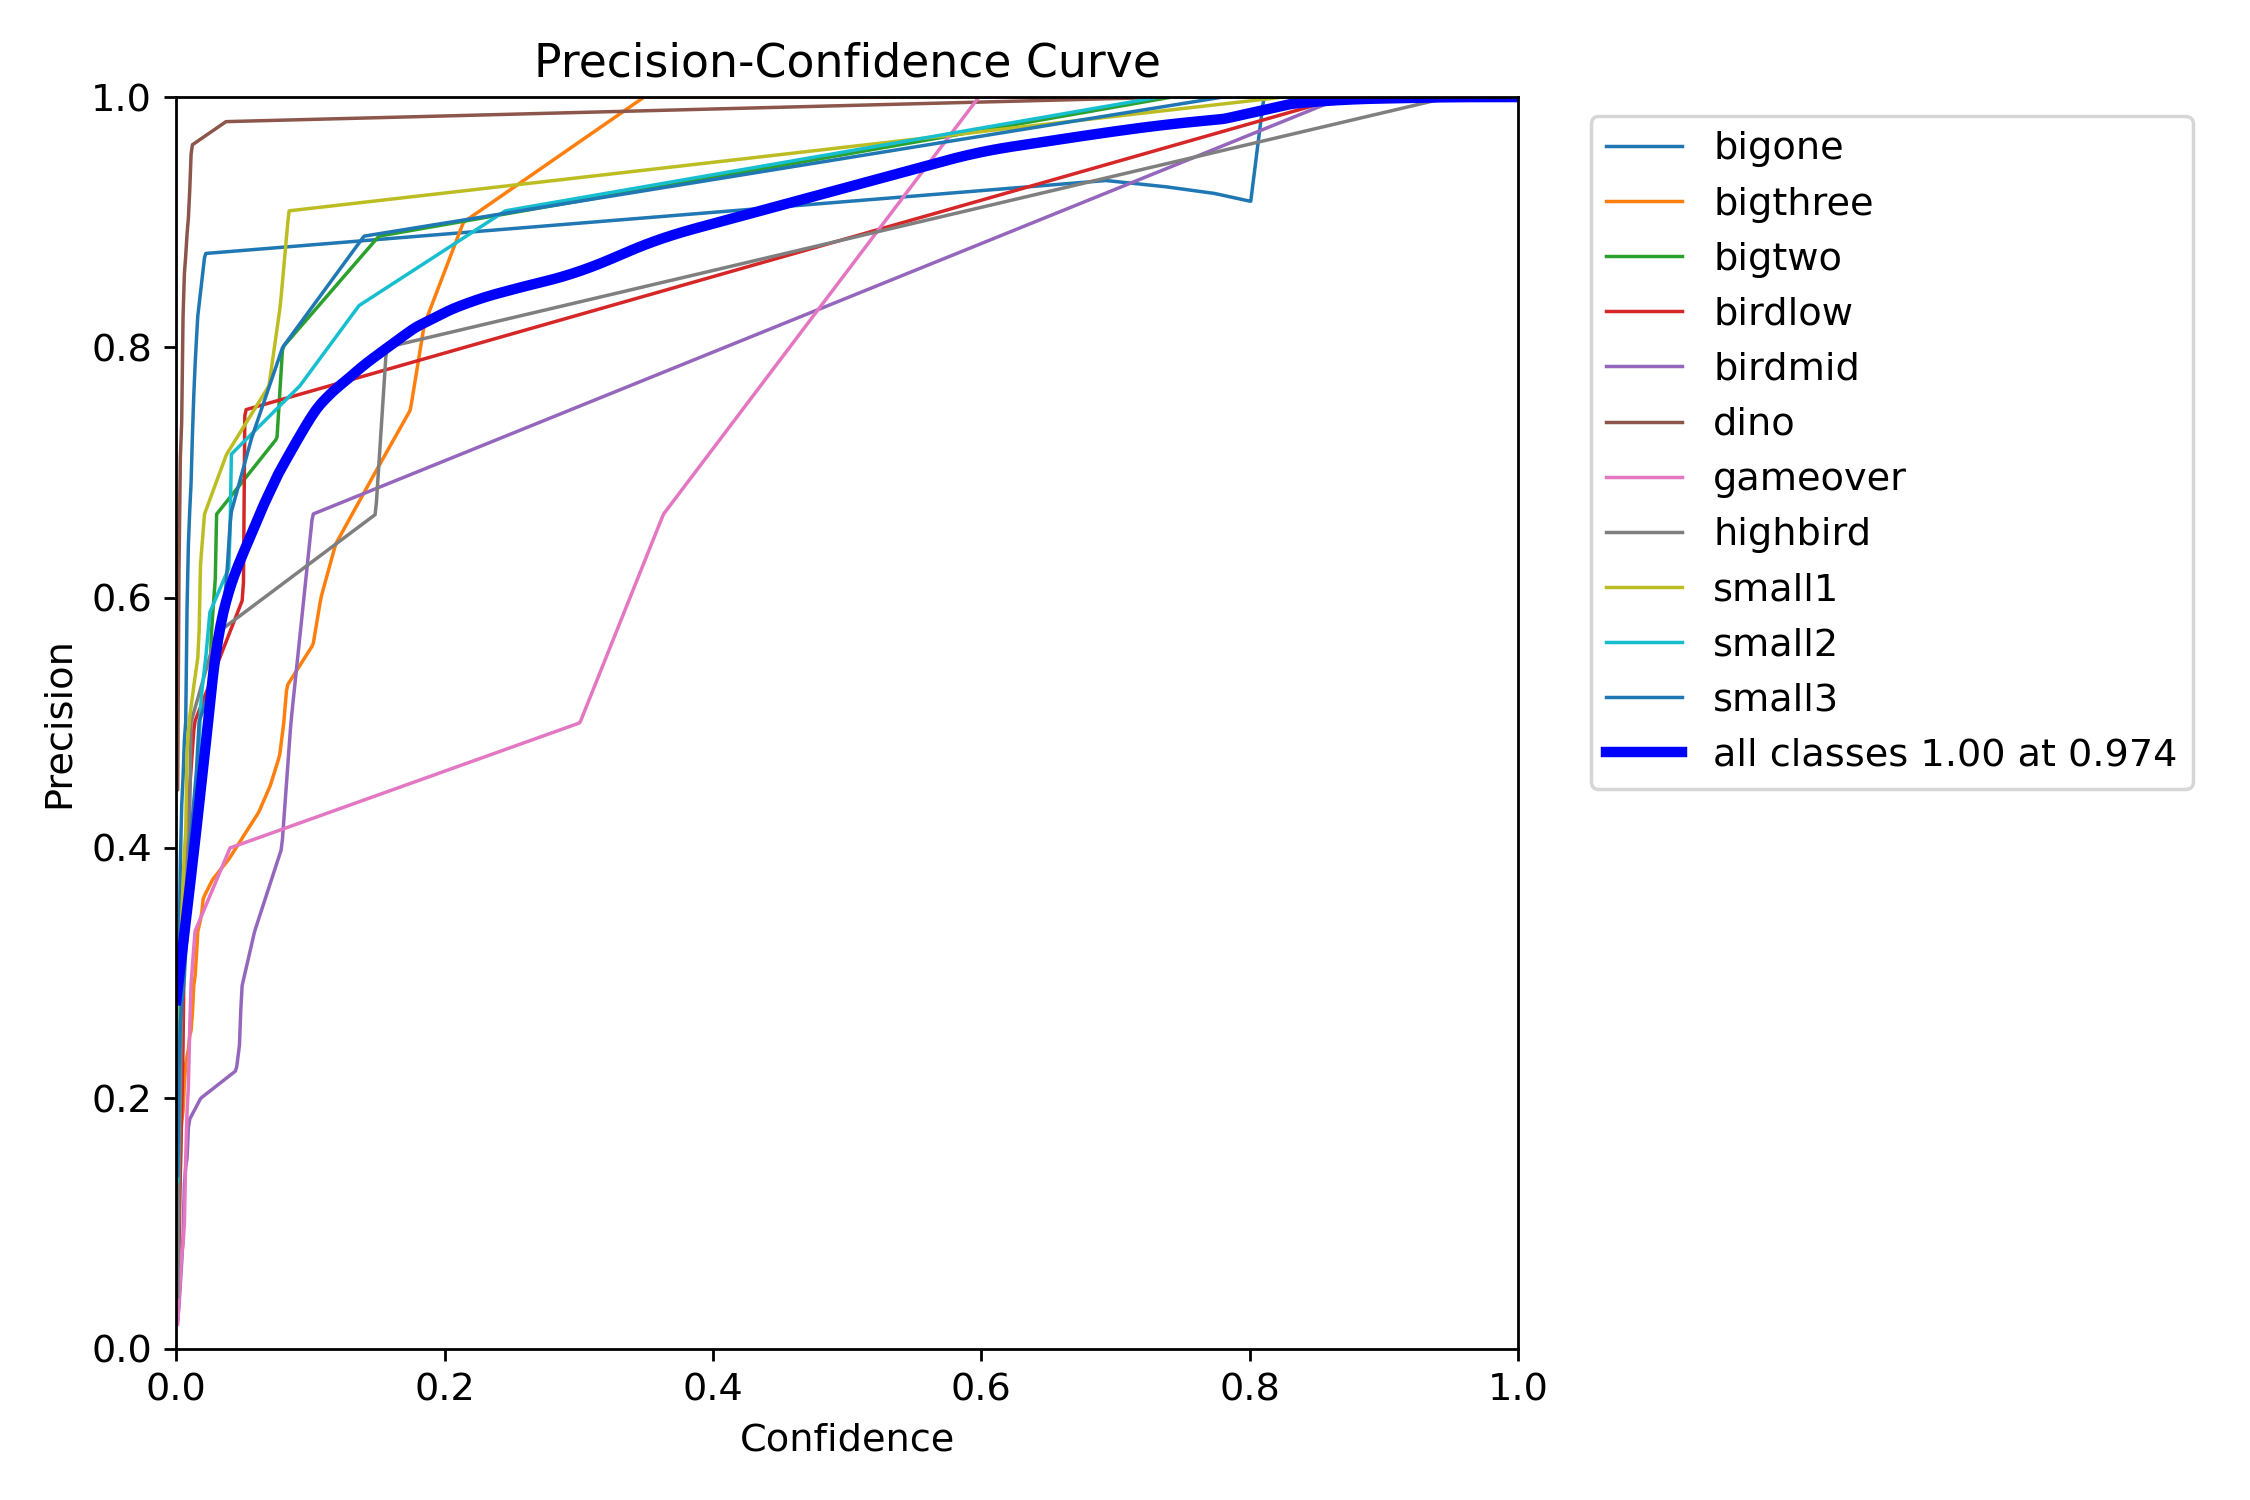 Precision-Confidence Curve
1.0
0.8
0.6
0.4
0.2
0.0
Precision
0.0 0.2 0.4 0.6 0.8 1.0
Confidence
bigone
bigthree
bigtwo
birdlow
birdmid
dino
gameover
highbird
small1
small2
small3
all classes 1.00 at 0.974